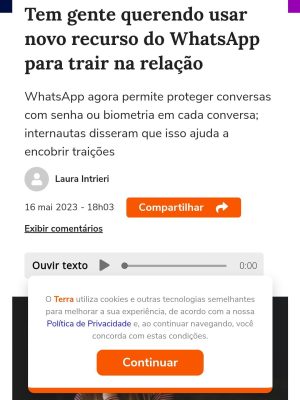 Tem gente querendo usar
novo recurso do WhatsApp
para trair na relação
WhatsApp agora permite proteger conversas
com senha ou biometria em cada conversa;
internautas disseram que isso ajuda a
encobrir traições
Laura Intrieri
16 mai 2023 - 18h03
Compartilhar
Exibir comentários
Ouvir texto
0:00
O Terra utiliza cookies e outras tecnologias semelhantes
para melhorar a sua experiência, de acordo com a nossa
Política de Privacidade e, ao continuar navegando, você
concorda com estas condições.
Continuar